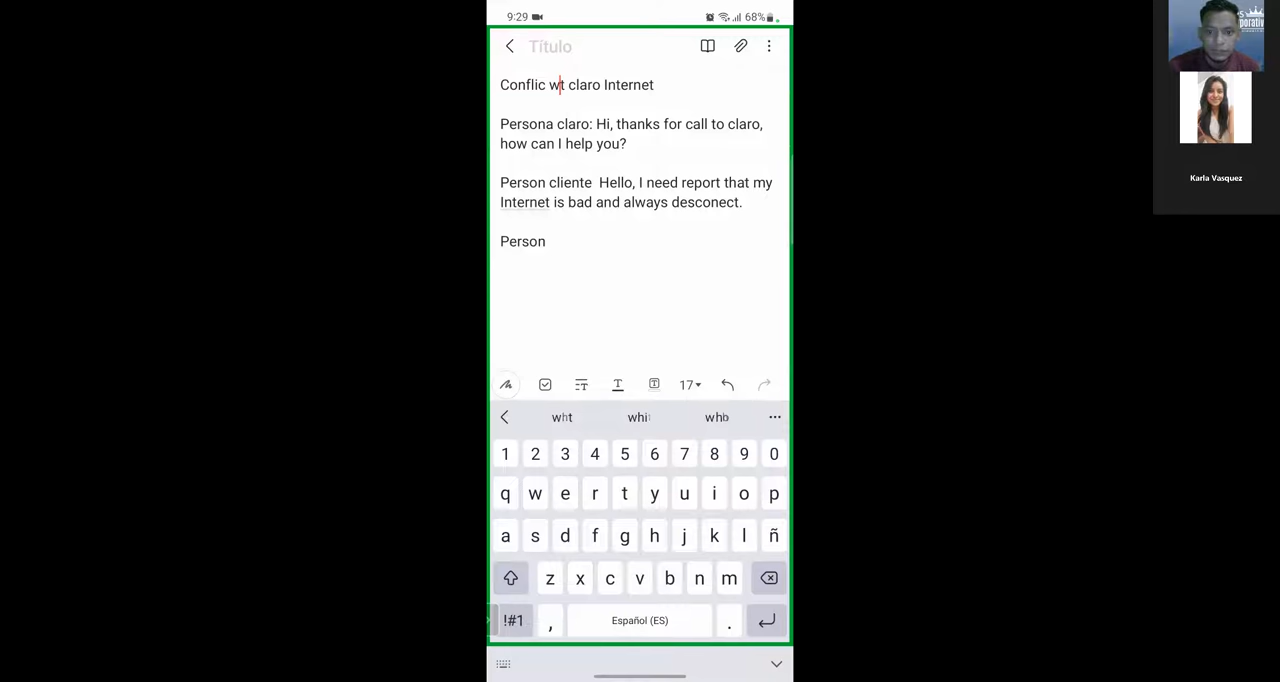 9:29
68%
Título
Conflic wt claro Internet
Persona claro: Hi, thanks for call to claro,
how can I help you?
Person cliente  Hello, I need report that my
Internet is bad and always desconect.
Person
17
wht
whi
whb
1 2 3 4 5 6 7 8 9 0
q w e r t y u i o p
a s d f g h j k l ñ
z x c v b n m
!#1 , Español (ES) .
Karla Vasquez